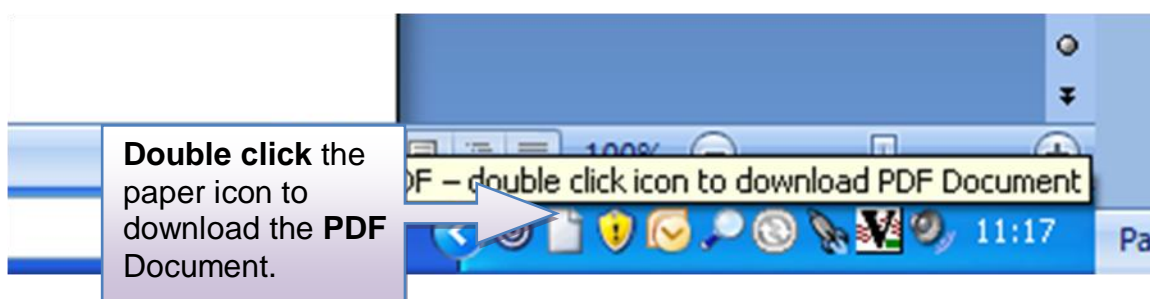 100%
Double click the
paper icon to
download the PDF
Document.
F – double click icon to download PDF Document
11:17
Pa